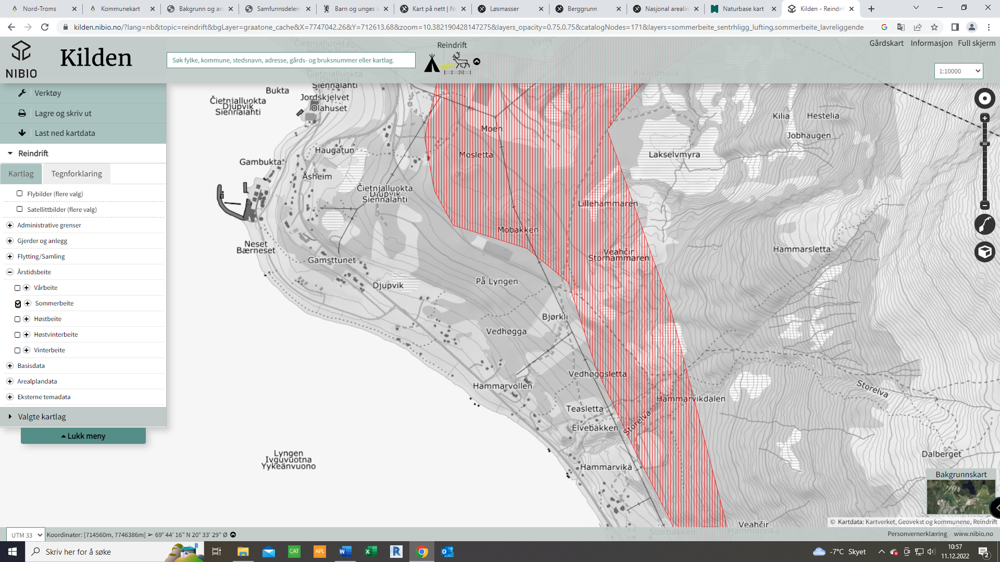 Nord-Troms
Kommunekart
Bakgrunn og an
Samfunnsdelen-
Barn og unges i
Kart på nett | No
Løsmasser
Berggrunn
Nasjonal arealin
Naturbase kart
Kilden - Reindri
kilden.nibio.no/?lang=nb&topic=reindrift&bgLayer=graatone_cache&X=7747042.26&Y=712613.68&zoom=10.382190428147275&layers_opacity=0.75,0.75&catalogNodes=171&layers=sommerbeite_sentrhligg_lufting,sommerbeite_lavreliggende
NIBIO
Kilden
Søk fylke, kommune, stedsnavn, adresse, gårds- og bruksnummer eller kartlag.
Reindrift
Gårdskart Informasjon Full skjerm
1:10000
Verktøy
Lagre og skriv ut
Last ned kartdata
Reindrift
Kartlag
Tegnforklaring
Flybilder (flere valg)
Satellittbilder (flere valg)
Administrative grenser
Gjerder og anlegg
Flytting/Samling
Årstidsbeite
Vårbeite
Sommerbeite
Høstbeite
Høstvinterbeite
Vinterbeite
Basisdata
Arealplandata
Eksterne temadata
Valgte kartlag
Lukk meny
Rikardholla
Čietnjalluokta
Djupvik
Siennalahti
Bukta
Jordskjelvet
Olahuset
Čietnjalluokta
Djupvik
Siennalahti
Moen
Kilia
Hestelia
Jobhaugen
Haugatun
Mosletta
Lakselvmyra
Gambukta
Åsheim
Čietnjalluokta
Djupvik
Siennalahti
Lillehammaren
Mobakken
Neset
Bærneset
Gamsttunet
Veahčir
Storhammaren
Hammarsletta
Djupvik
På Lyngen
Bjørkli
Vedhøgga
Vedhøggsletta
Hammarvollen
Storelva
Hammarvikdalen
Teasletta
Storelva
Elvebakken
Dalberget
Lyngen
Ivguvuotna
Yykeänvuono
Hammarvika
Veahčir
Hammarvika
Storbakken
Bakgrunnskart
© Kartdata: Kartverket, Geovekst og kommunene, Reindrift
UTM 33
Koordinater: [714560m, 7746386m] ➢ 69° 44' 16" N 20° 33' 29" Ø
Personvernerklæring www.nibio.no
Skriv her for å søke
CAT
APL
-7°C Skyet
10:57
11.12.2022
2